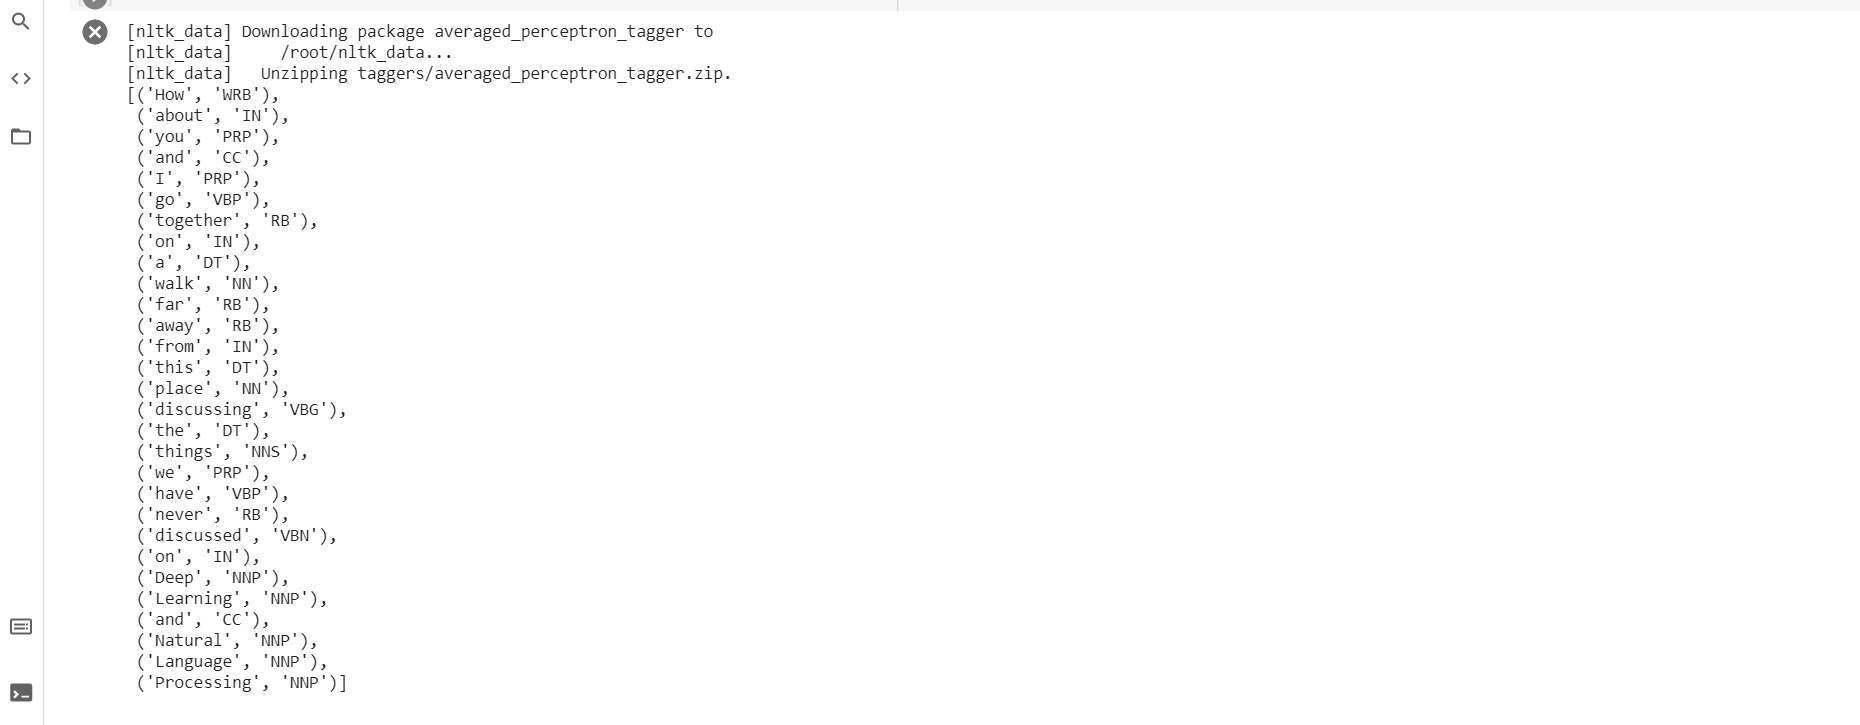 [nltk_data] Downloading package averaged_perceptron_tagger to
[nltk_data]     /root/nltk_data...
[nltk_data]   Unzipping taggers/averaged_perceptron_tagger.zip.
[('How', 'WRB'),
 ('about', 'IN'),
 ('you', 'PRP'),
 ('and', 'CC'),
 ('I', 'PRP'),
 ('go', 'VBP'),
 ('together', 'RB'),
 ('on', 'IN'),
 ('a', 'DT'),
 ('walk', 'NN'),
 ('far', 'RB'),
 ('away', 'RB'),
 ('from', 'IN'),
 ('this', 'DT'),
 ('place', 'NN'),
 ('discussing', 'VBG'),
 ('the', 'DT'),
 ('things', 'NNS'),
 ('we', 'PRP'),
 ('have', 'VBP'),
 ('never', 'RB'),
 ('discussed', 'VBN'),
 ('on', 'IN'),
 ('Deep', 'NNP'),
 ('Learning', 'NNP'),
 ('and', 'CC'),
 ('Natural', 'NNP'),
 ('Language', 'NNP'),
 ('Processing', 'NNP')]